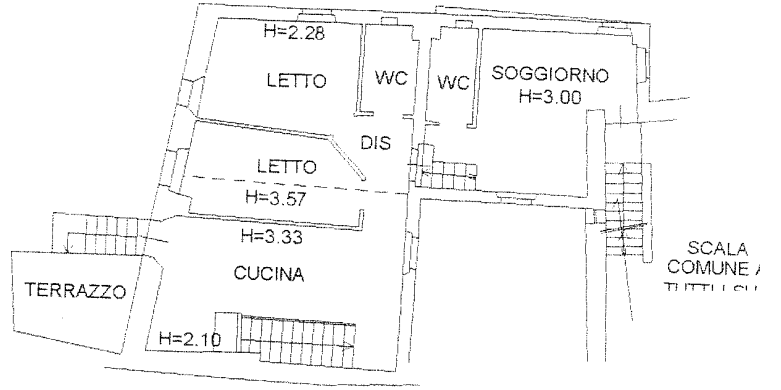 H=2.28
LETTO
WC
WC
SOGGIORNO
H=3.00
DIS
LETTO
H=3.57
H=3.33
CUCINA
TERRAZZO
H=2.10
SCALA
COMUNE A